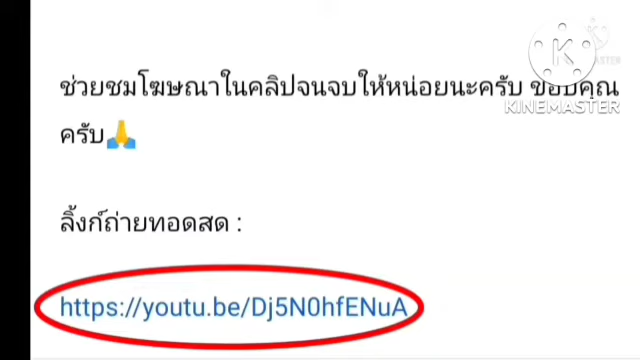 ช่วยชมโฆษณาในคลิปจนจบให้หน่อยนะครับ ขอบคุณ
ครับ🙏
KINEMASTER
ลิ้งก์ถ่ายทอดสด :
https://youtu.be/Dj5N0hfENuA